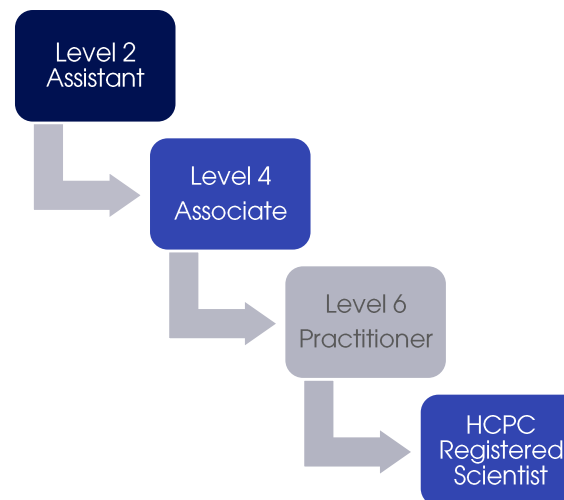 Level 2
Assistant
Level 4
Associate
Level 6
Practitioner
HCPC
Registered
Scientist